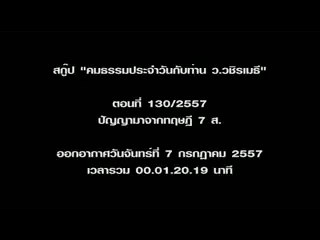 สกู๊ป "คมธรรมประจำวันกับท่าน ว.วชิรเมธี"
ตอนที่ 130/2557
ปัญญามาจากทฤษฎี 7 ส.
ออกอากาศวันจันทร์ที่ 7 กรกฎาคม 2557
เวลารวม 00.01.20.19 นาที